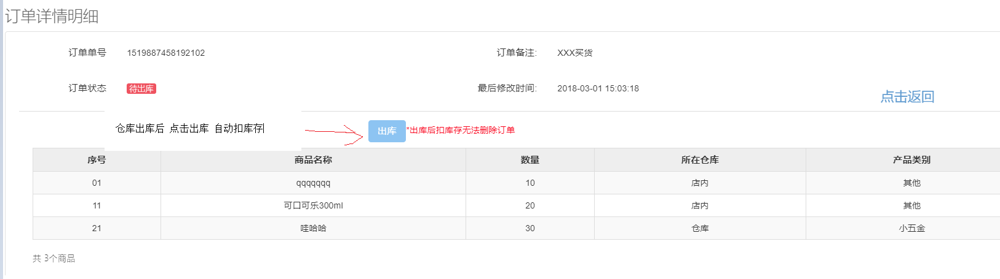 订单详情明细
订单单号 1519887458192102 订单备注: XXX买货
订单状态 待出库 最后修改时间: 2018-03-01 15:03:18
点击返回
仓库出库后 点击出库 自动扣库存 出库 *出库后扣库存无法删除订单
序号 商品名称 数量 所在仓库 产品类别
01 qqqqqqq 10 店内 其他
11 可口可乐300ml 20 店内 其他
21 哇哈哈 30 仓库 小五金
共 3个商品